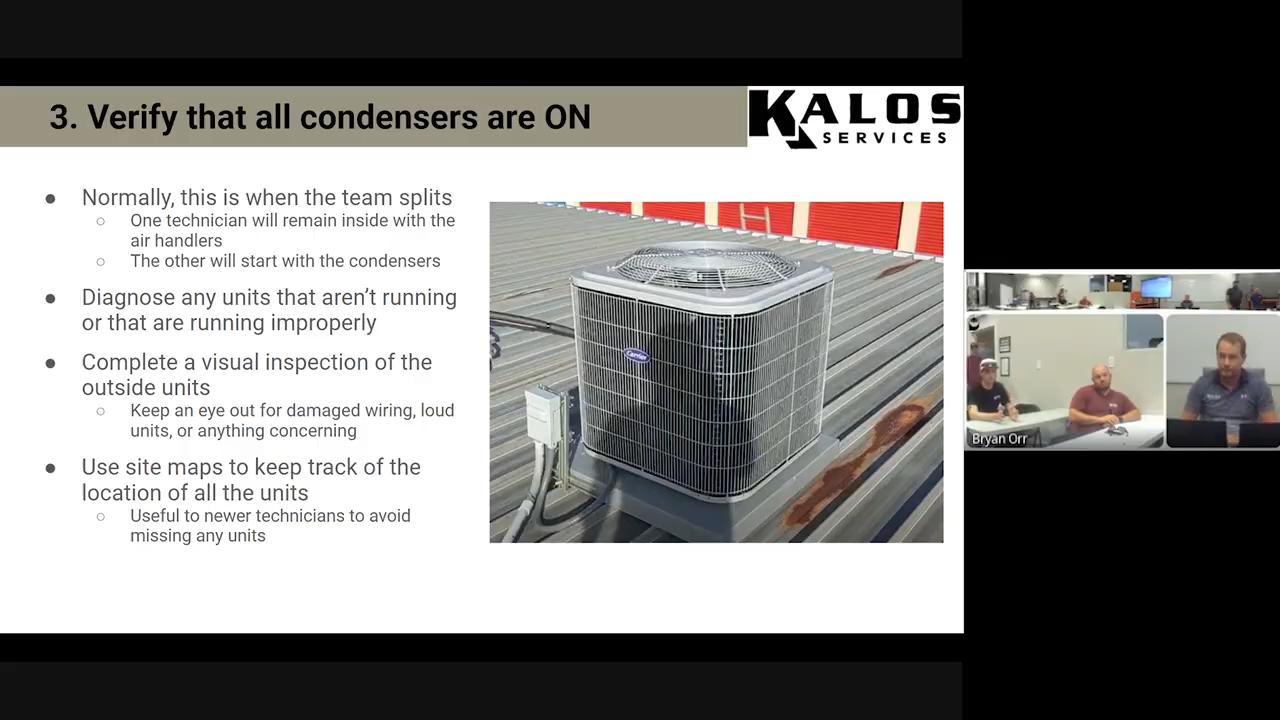 3. Verify that all condensers are ON
KALOS
SERVICES
● Normally, this is when the team splits
○ One technician will remain inside with the
air handlers
○ The other will start with the condensers
● Diagnose any units that aren't running
or that are running improperly
● Complete a visual inspection of the
outside units
○ Keep an eye out for damaged wiring, loud
units, or anything concerning
● Use site maps to keep track of the
location of all the units
○ Useful to newer technicians to avoid
missing any units
Carrier
Bryan Orr